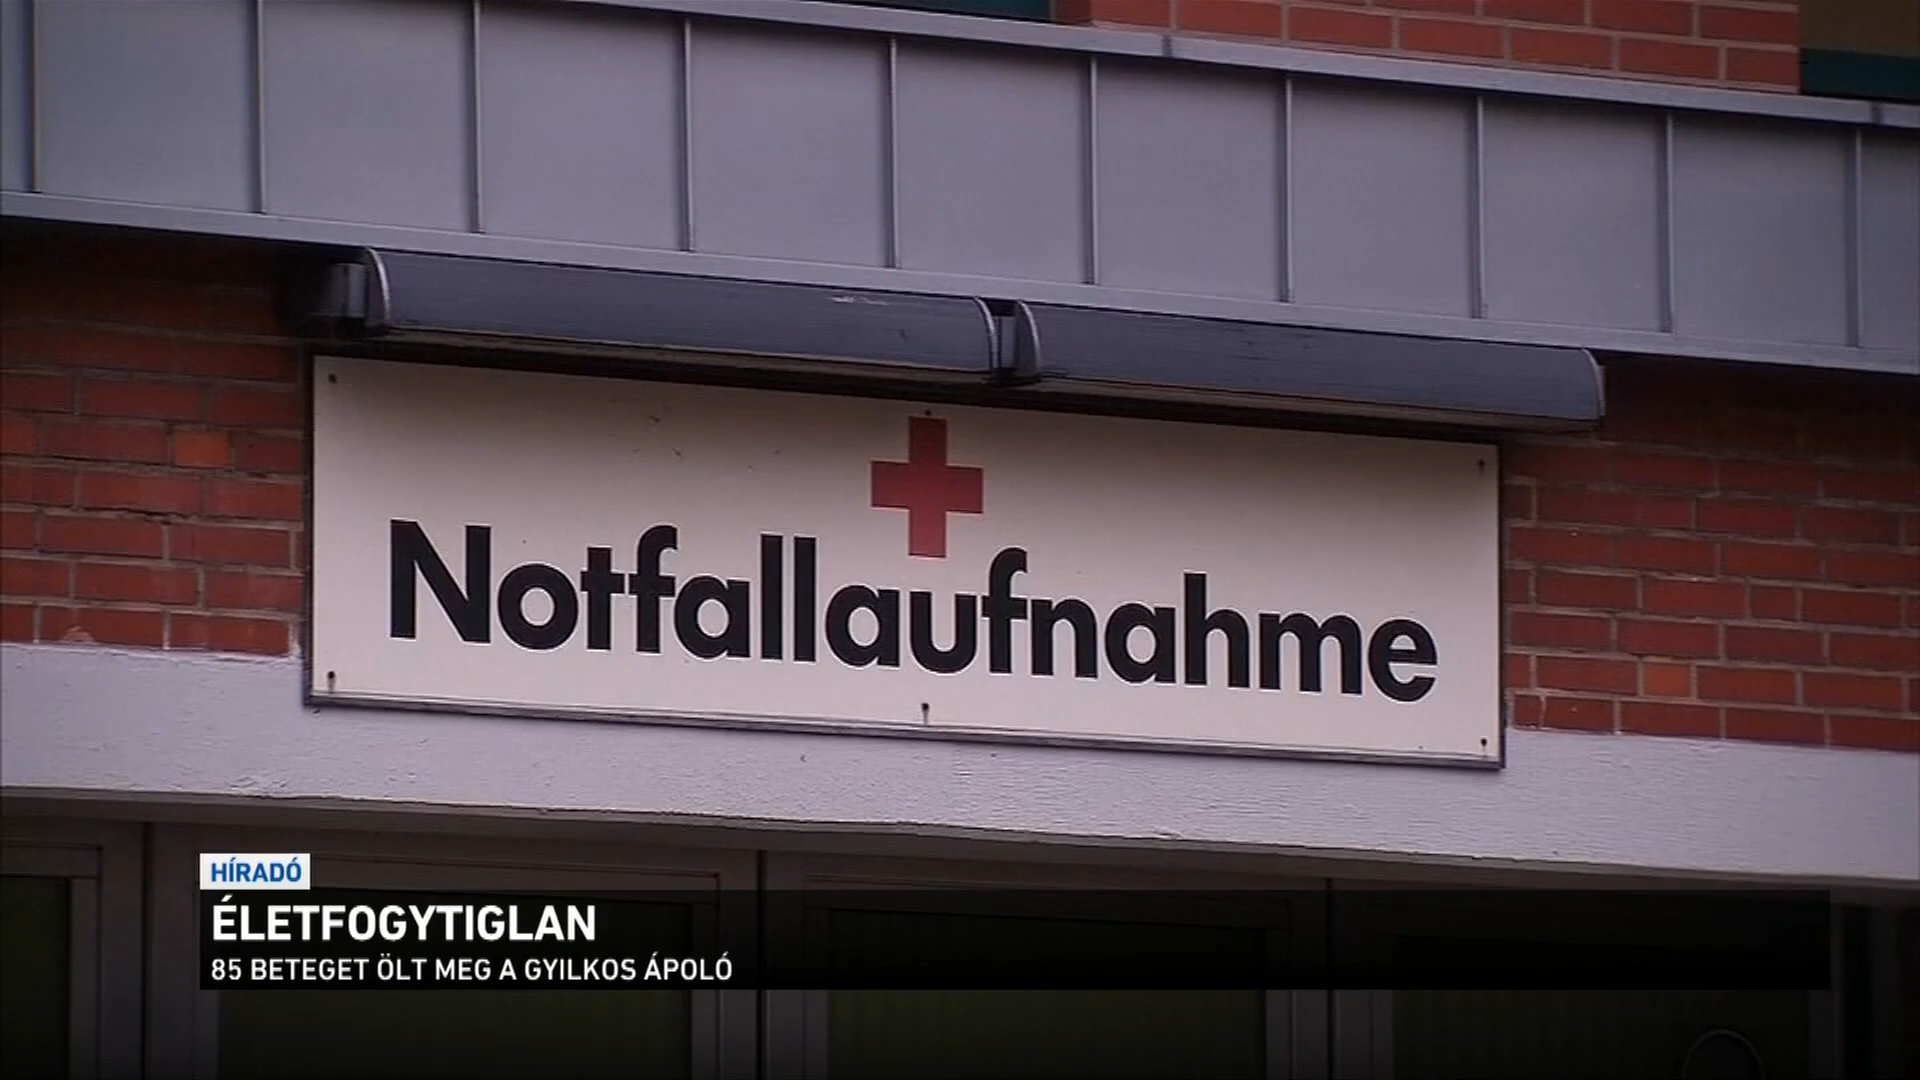 Notfallaufnahme
HÍRADÓ
ÉLETFOGYTIGLAN
85 BETEGET ÖLT MEG A GYILKOS ÁPOLÓ